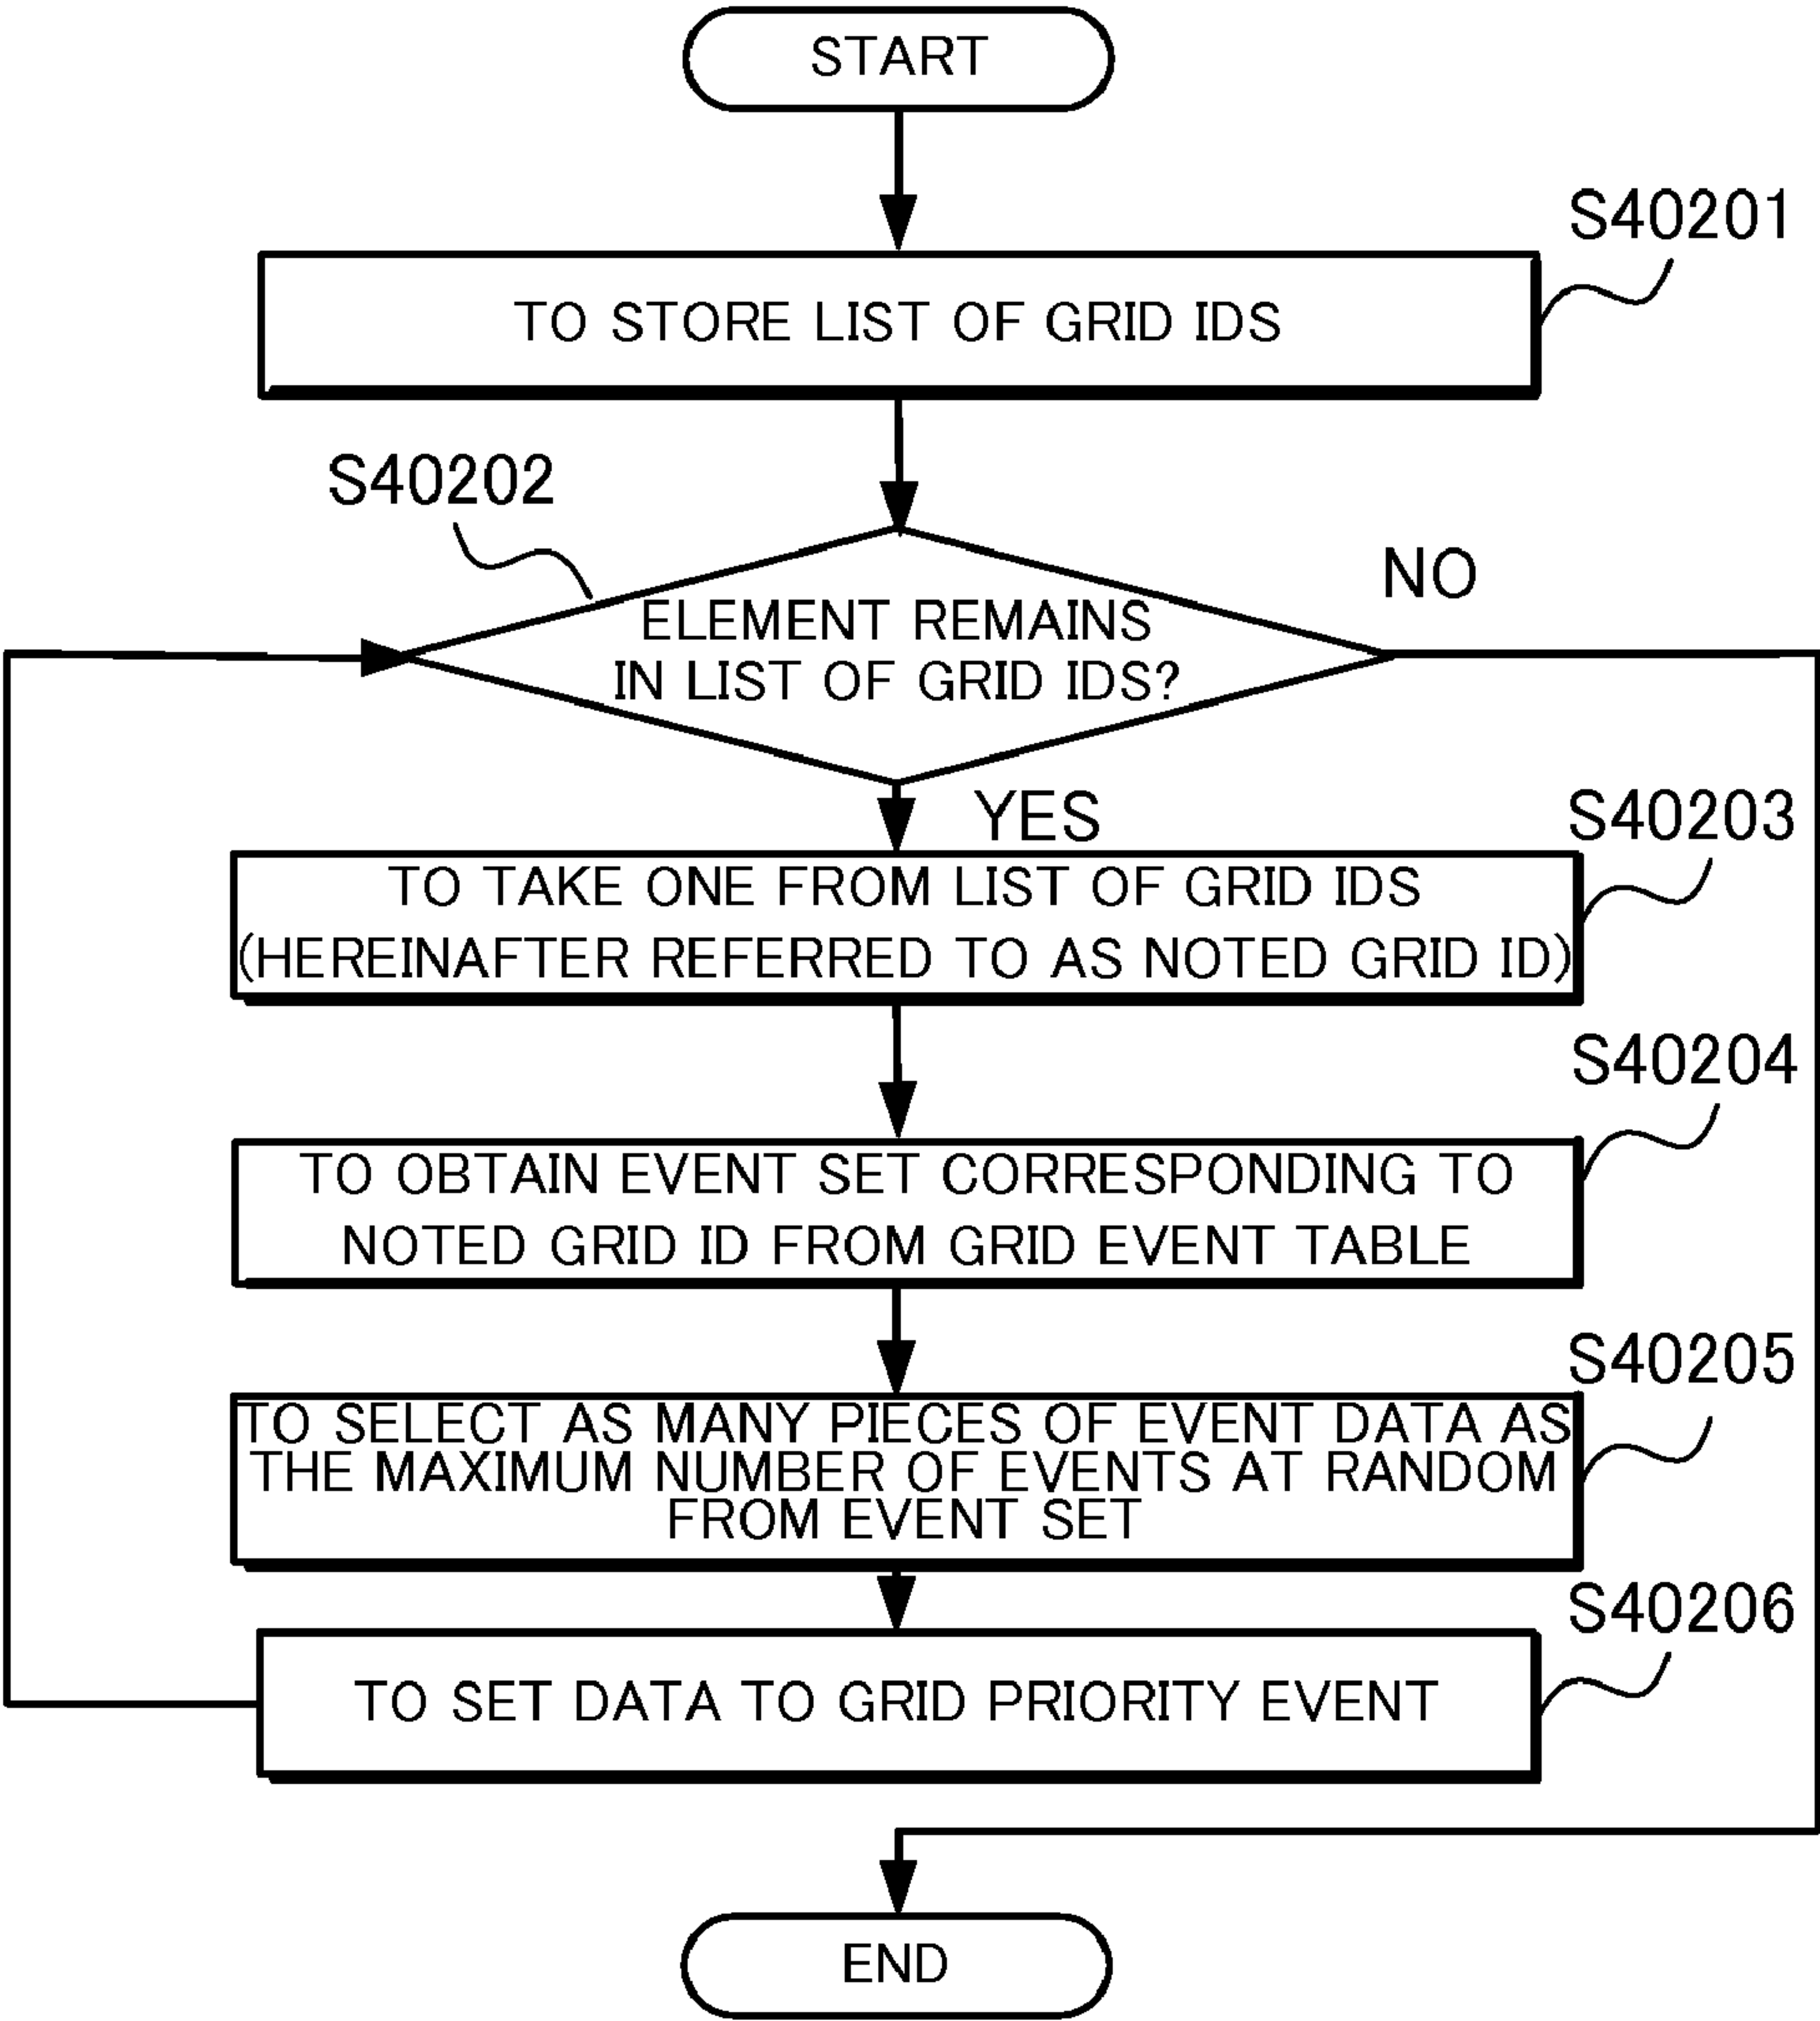 START
S40201
TO STORE LIST OF GRID IDS
S40202
NO
ELEMENT REMAINS
IN LIST OF GRID IDS?
YES
S40203
TO TAKE ONE FROM LIST OF GRID IDS
(HEREINAFTER REFERRED TO AS NOTED GRID ID)
S40204
TO OBTAIN EVENT SET CORRESPONDING TO
NOTED GRID ID FROM GRID EVENT TABLE
S40205
TO SELECT AS MANY PIECES OF EVENT DATA AS
THE MAXIMUM NUMBER OF EVENTS AT RANDOM
FROM EVENT SET
S40206
TO SET DATA TO GRID PRIORITY EVENT
END